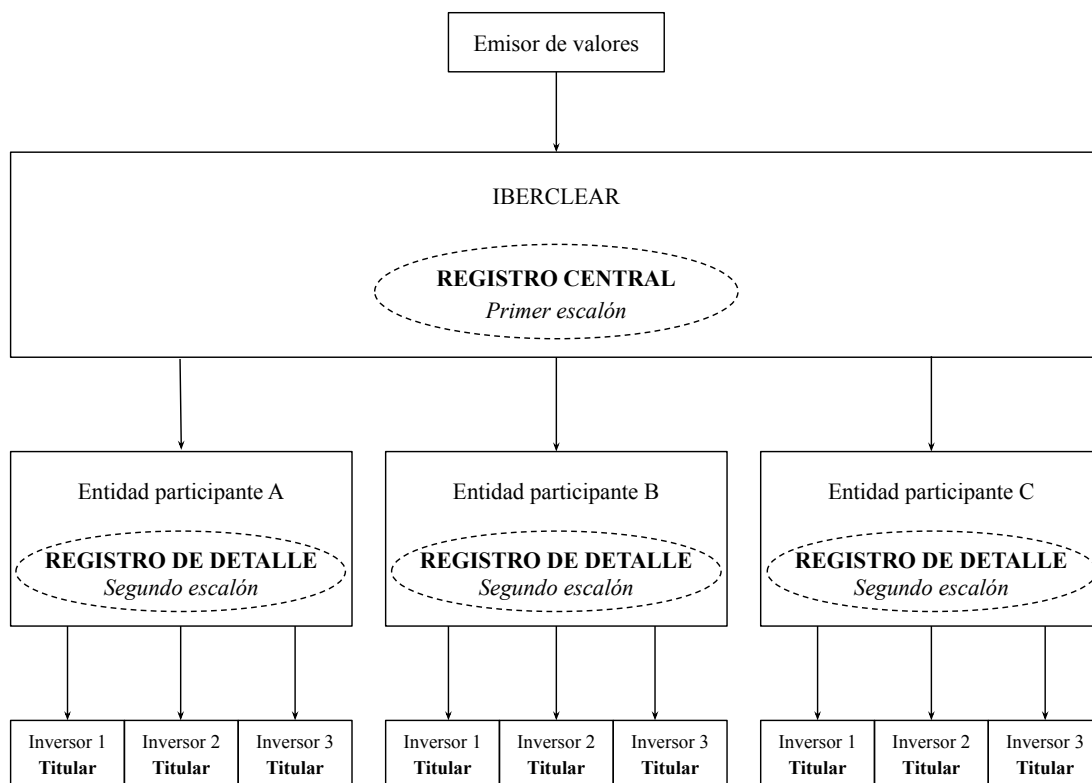 Emisor de valores
IBERCLEAR
REGISTRO CENTRAL
Primer escalón
Entidad participante A
REGISTRO DE DETALLE
Segundo escalón
Entidad participante B
REGISTRO DE DETALLE
Segundo escalón
Entidad participante C
REGISTRO DE DETALLE
Segundo escalón
Inversor 1
Titular
Inversor 2
Titular
Inversor 3
Titular
Inversor 1
Titular
Inversor 2
Titular
Inversor 3
Titular
Inversor 1
Titular
Inversor 2
Titular
Inversor 3
Titular